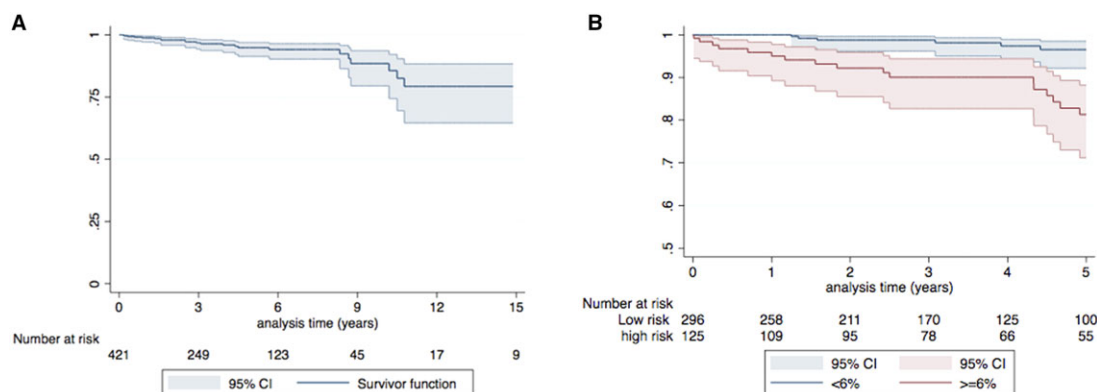 A
1
.75
.5
.25
0
0 3 6 9 12 15
analysis time (years)
Number at risk
421 249 123 45 17 9
95% CI Survivor function
B
1
.9
.8
.7
.6
.5
0 1 2 3 4 5
analysis time (years)
Number at risk
Low risk 296 258 211 170 125 100
high risk 125 109 95 78 66 55
95% CI 95% CI
<6% >=6%